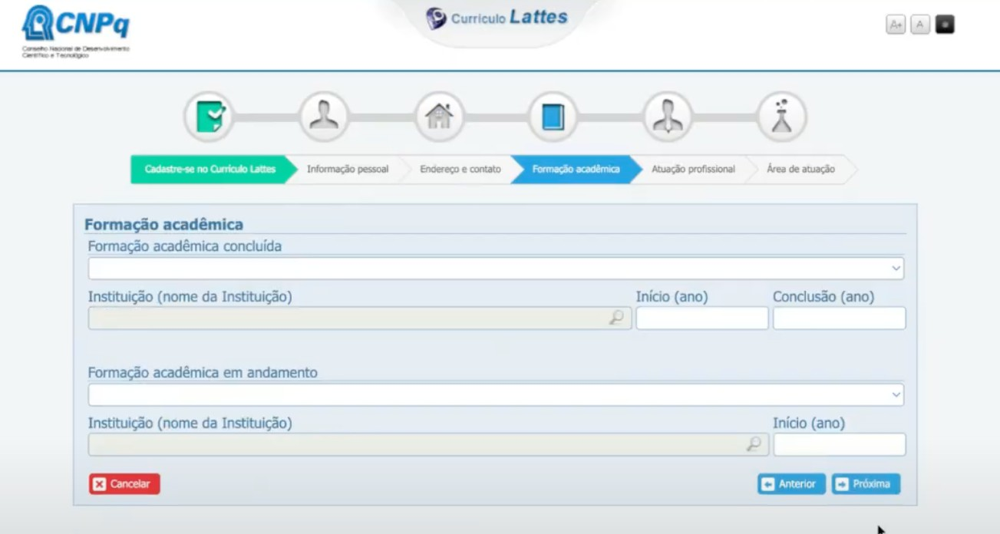 CNPq
Conselho Nacional de Desenvolvimento
Científico e Tecnológico
Currículo Lattes
A+ A
Cadastre-se no Currículo Lattes
Informação pessoal
Endereço e contato
Formação acadêmica
Atuação profissional
Área de atuação
Formação acadêmica
Formação acadêmica concluída
Instituição (nome da Instituição) Início (ano) Conclusão (ano)
Formação acadêmica em andamento
Instituição (nome da Instituição) Início (ano)
Cancelar Anterior Próxima